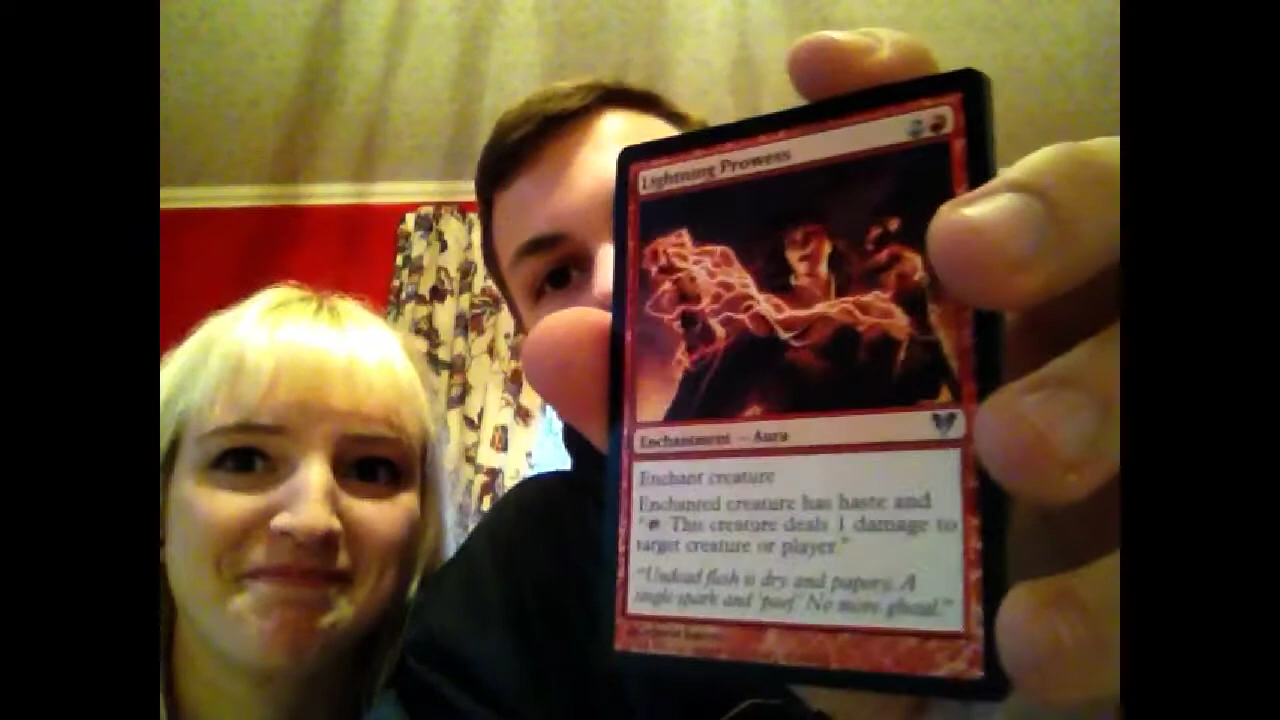 Lightning Prowess
Enchantment — Aura
Enchant creature
Enchanted creature has haste and
" This creature deals 1 damage to
target creature or player."
"Undead flesh is dry and papery. A
single spark and 'poof.' No more ghoul."